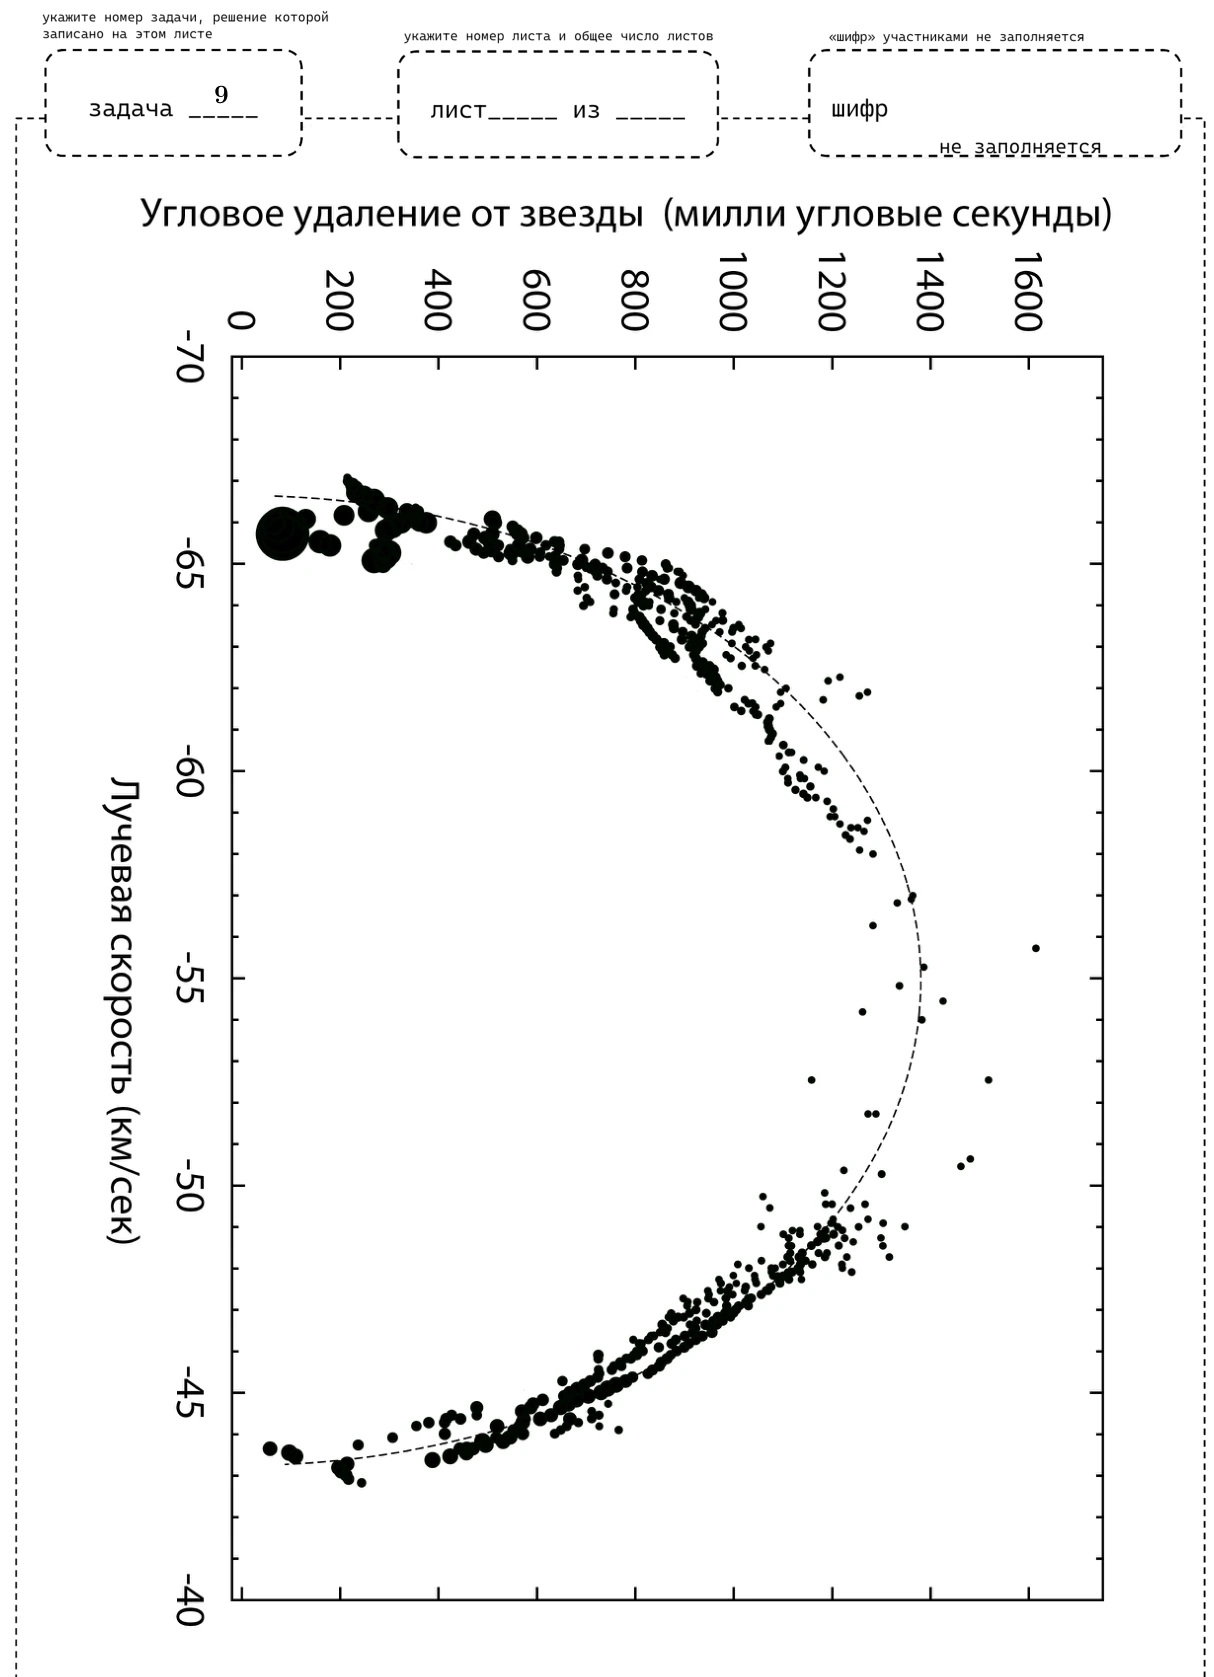 укажите номер задачи, решение которой
записано на этом листе
укажите номер листа и общее число листов
«шифр» участниками не заполняется
задача _____
9
лист_____ из _____
шифр
не заполняется
Угловое удаление от звезды (милли угловые секунды)
0
200
400
600
800
1000
1200
1400
1600
-70
-65
-60
-55
-50
-45
-40
Лучевая скорость (км/сек)